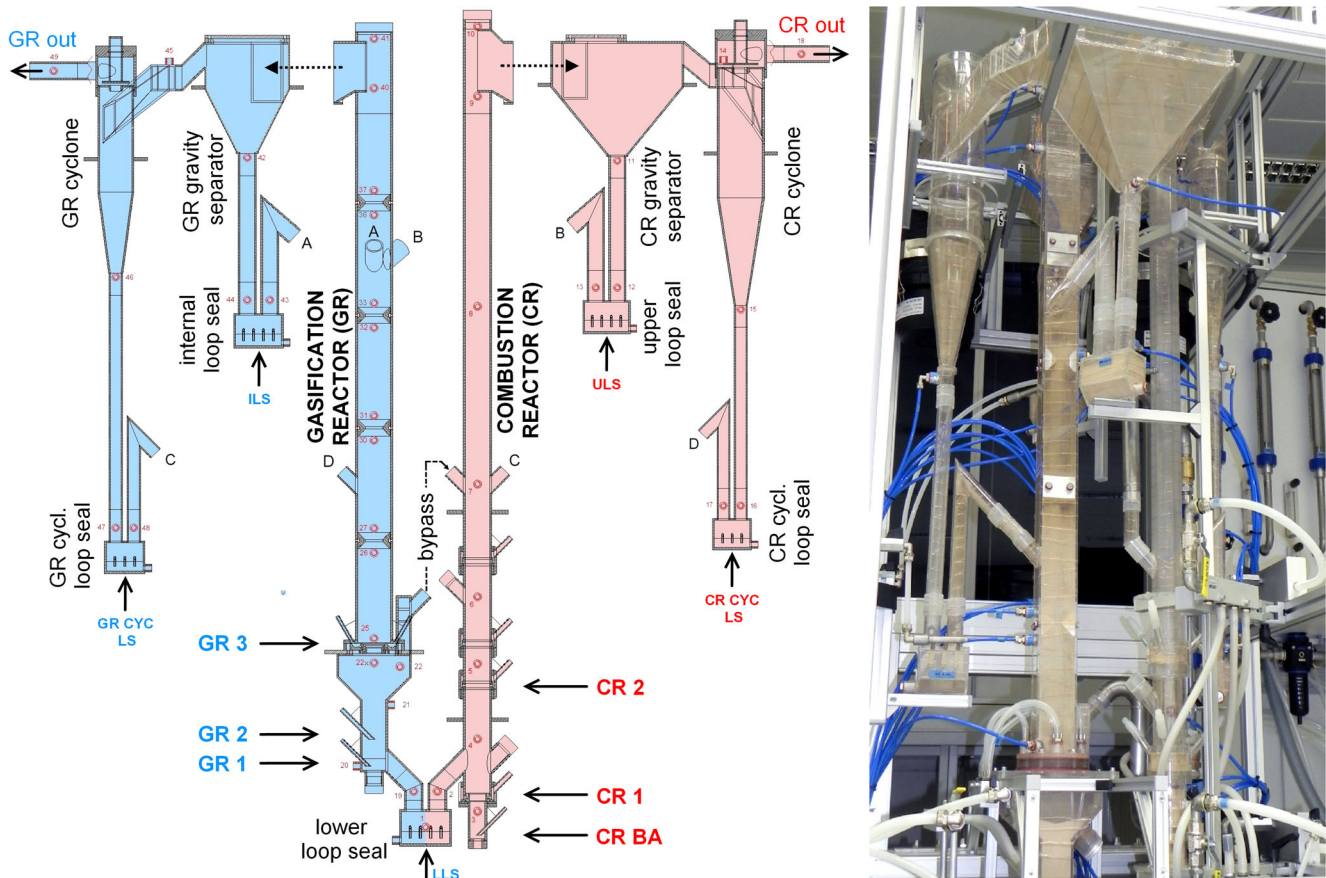 GR out
49
45
41
40
GR cyclone
GR gravity
separator
42
37
36
A
A
B
46
44
43
internal
loop seal
ILS
33
32
GASIFICATION
REACTOR (GR)
31
30
D
C
47
48
GR cycl.
loop seal
GR CYC
LS
27
26
25
22x
22
21
20
19
GR 3
GR 2
GR 1
lower
loop seal
1
LLS
CR out
18
14
10
9
11
CR gravity
separator
CR cyclone
B
13
12
upper
loop seal
ULS
8
15
COMBUSTION
REACTOR (CR)
bypass
C
7
D
17
16
CR cycl.
loop seal
CR CYC
LS
6
5
CR 2
4
2
CR 1
3
CR BA